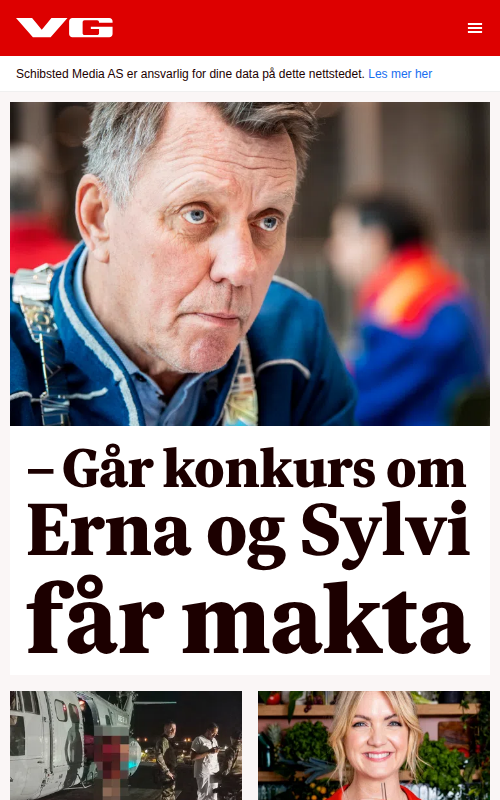 VG
Schibsted Media AS er ansvarlig for dine data på dette nettstedet. Les mer her
– Går konkurs om
Erna og Sylvi
får makta